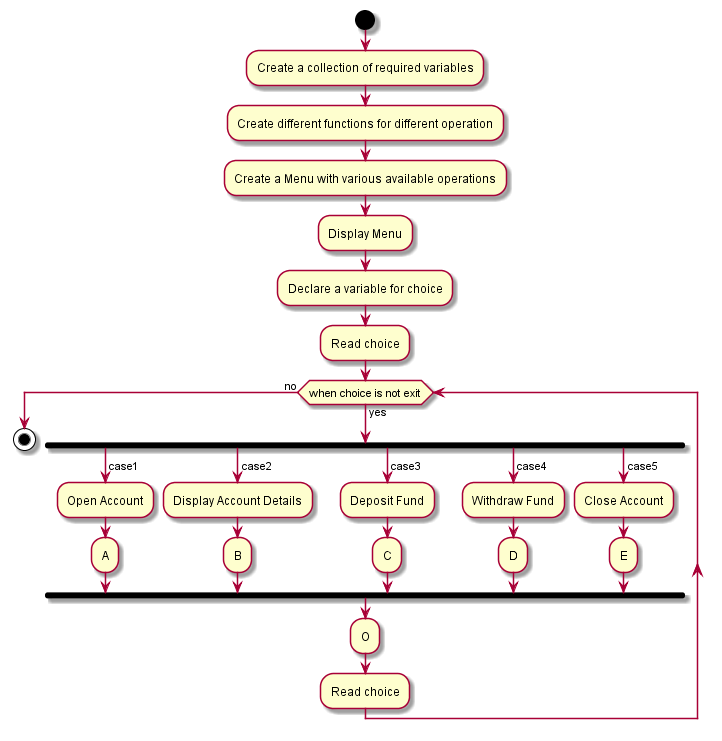 Create a collection of required variables
Create different functions for different operation
Create a Menu with various available operations
Display Menu
Declare a variable for choice
Read choice
no
when choice is not exit
yes
case1
case2
case3
case4
case5
Open Account
Display Account Details
Deposit Fund
Withdraw Fund
Close Account
A
B
C
D
E
O
Read choice